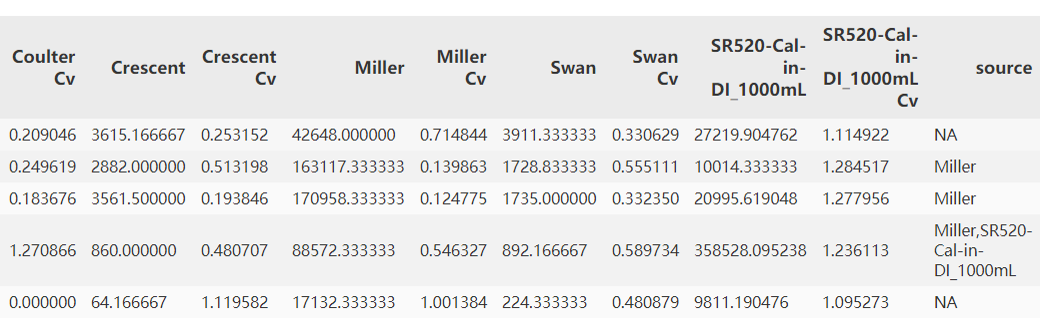 Coulter Cv Crescent Crescent Cv Miller Miller Cv Swan Swan Cv SR520-Cal-in-DI_1000mL SR520-Cal-in-DI_1000mL Cv source
0.209046 3615.166667 0.253152 42648.000000 0.714844 3911.333333 0.330629 27219.904762 1.114922 NA
0.249619 2882.000000 0.513198 163117.333333 0.139863 1728.833333 0.555111 10014.333333 1.284517 Miller
0.183676 3561.500000 0.193846 170958.333333 0.124775 1735.000000 0.332350 20995.619048 1.277956 Miller
1.270866 860.000000 0.480707 88572.333333 0.546327 892.166667 0.589734 358528.095238 1.236113 Miller,SR520-Cal-in-DI_1000mL
0.000000 64.166667 1.119582 17132.333333 1.001384 224.333333 0.480879 9811.190476 1.095273 NA